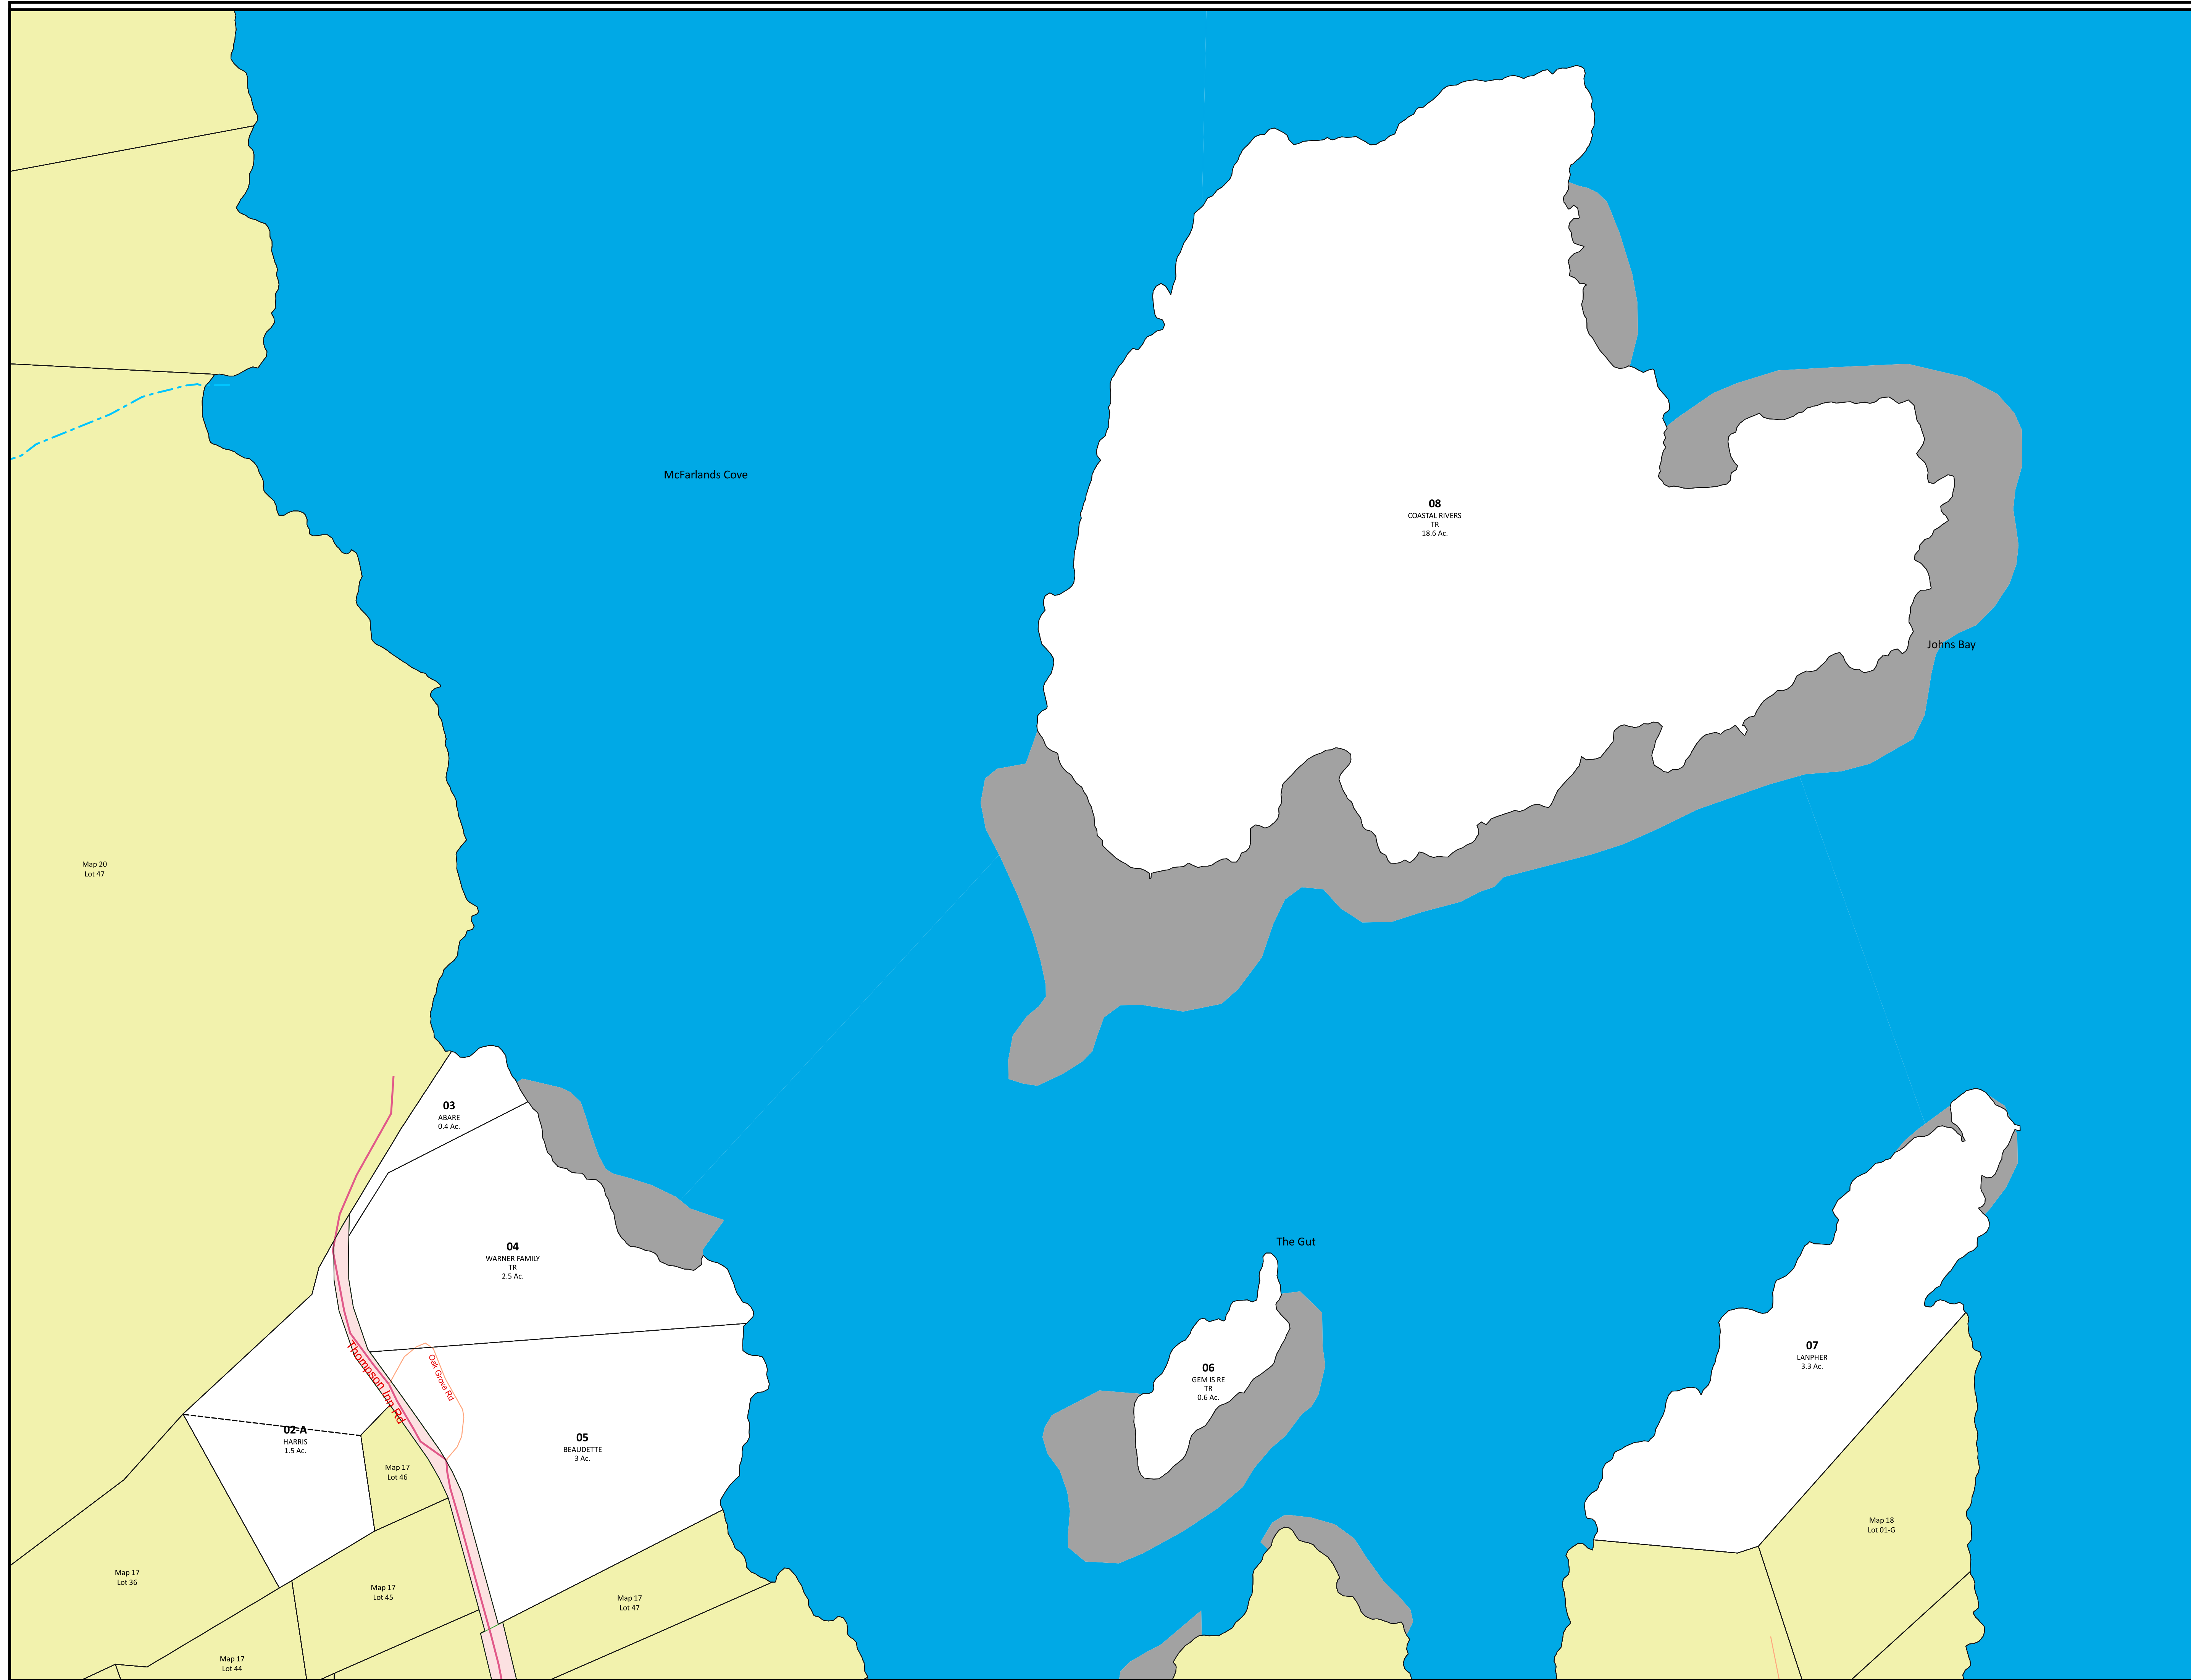 McFarlands Cove
08
COASTAL RIVERS
TR
18.6 Ac.
Johns Bay
Map 20
Lot 47
03
ABARE
0.4 Ac.
04
WARNER FAMILY
TR
2.5 Ac.
The Gut
Thompson Inn Rd
Oak Grove Rd
06
GEM IS RE
TR
0.6 Ac.
07
LANPHER
3.3 Ac.
02-A
HARRIS
1.5 Ac.
05
BEAUDETTE
3 Ac.
Map 17
Lot 46
Map 18
Lot 01-G
Map 17
Lot 36
Map 17
Lot 45
Map 17
Lot 47
Map 17
Lot 44